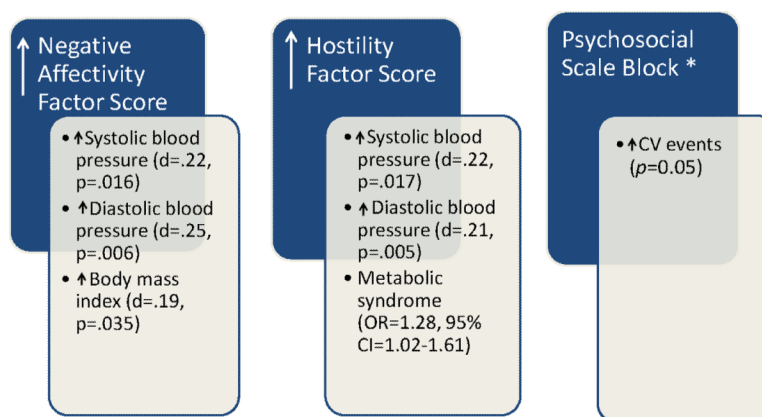 ↑ Negative
Affectivity
Factor Score
• ↑Systolic blood
pressure (d=.22,
p=.016)
• ↑Diastolic blood
pressure (d=.25,
p=.006)
• ↑Body mass
index (d=.19,
p=.035)
↑ Hostility
Factor Score
• ↑Systolic blood
pressure (d=.22,
p=.017)
• ↑Diastolic blood
pressure (d=.21,
p=.005)
• Metabolic
syndrome
(OR=1.28, 95%
CI=1.02-1.61)
Psychosocial
Scale Block *
• ↑CV events
(p=0.05)